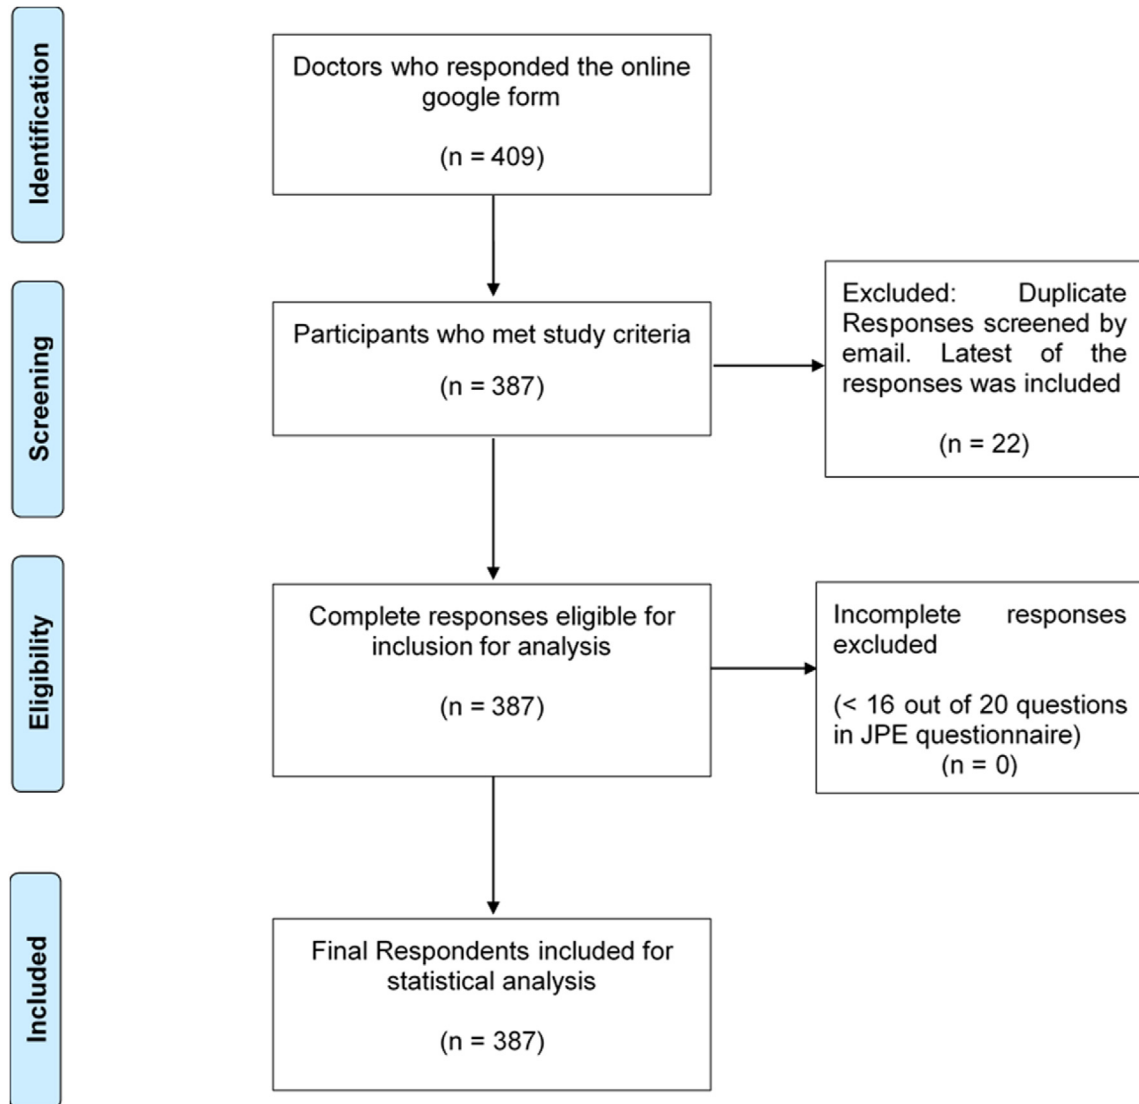 Identification
Doctors who responded the online
google form
(n = 409)
Screening
Participants who met study criteria
(n = 387)
Excluded: Duplicate
Responses screened by
email. Latest of the
responses was included
(n = 22)
Eligibility
Complete responses eligible for
inclusion for analysis
(n = 387)
Incomplete responses
excluded
(< 16 out of 20 questions
in JPE questionnaire)
(n = 0)
Included
Final Respondents included for
statistical analysis
(n = 387)